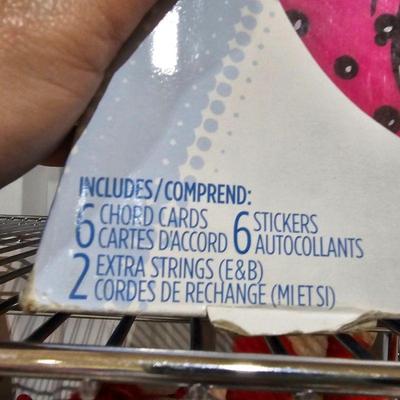 INCLUDES/COMPREND:
6 CHORD CARDS
CARTES D'ACCORD
6 STICKERS
AUTOCOLLANTS
2 EXTRA STRINGS (E&B)
CORDES DE RECHANGE (MI ET SI)